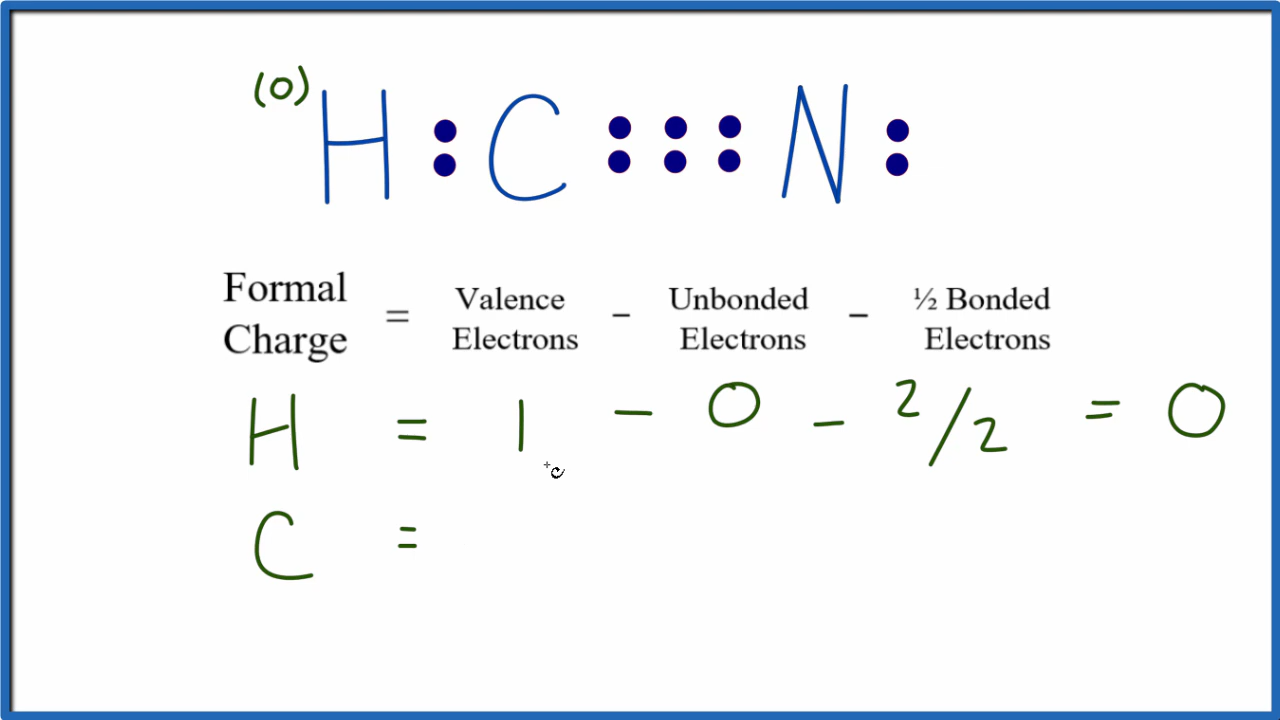 (0)
H : C ::: N :
Formal Charge = Valence Electrons - Unbonded Electrons - ½ Bonded Electrons
H = 1 - 0 - 2/2 = 0
C =